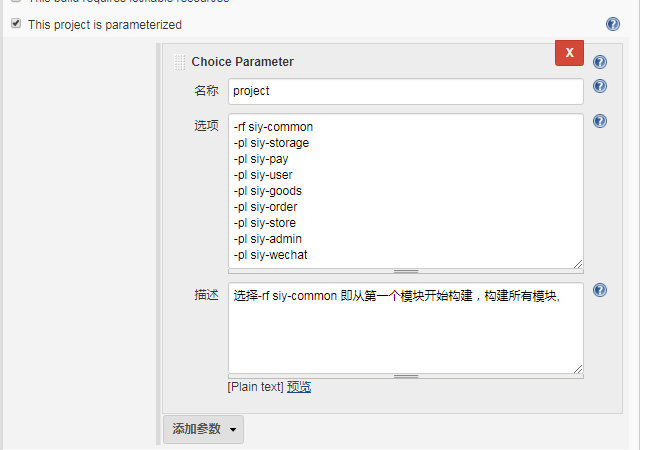 This build requires lockable resources
This project is parameterized
X
Choice Parameter
名称
project
选项
-rf siy-common
-pl siy-storage
-pl siy-pay
-pl siy-user
-pl siy-goods
-pl siy-order
-pl siy-store
-pl siy-admin
-pl siy-wechat
描述
选择-rf siy-common 即从第一个模块开始构建，构建所有模块,
[Plain text] 预览
添加参数